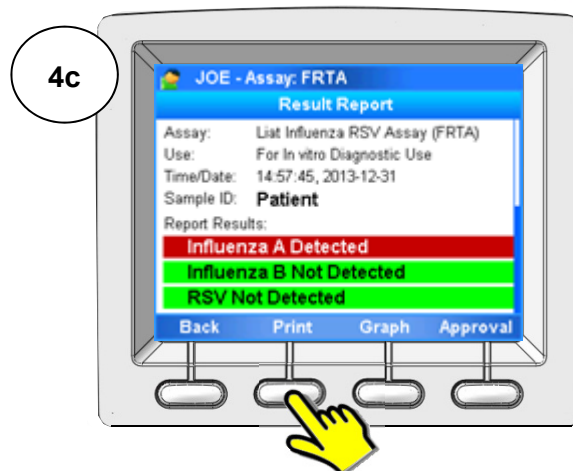 4c
JOE - Assay: FRTA
Result Report
Assay: Liat Influenza RSV Assay (FRTA)
Use: For In vitro Diagnostic Use
Time/Date: 14:57:45, 2013-12-31
Sample ID: Patient
Report Results:
Influenza A Detected
Influenza B Not Detected
RSV Not Detected
Back Print Graph Approval